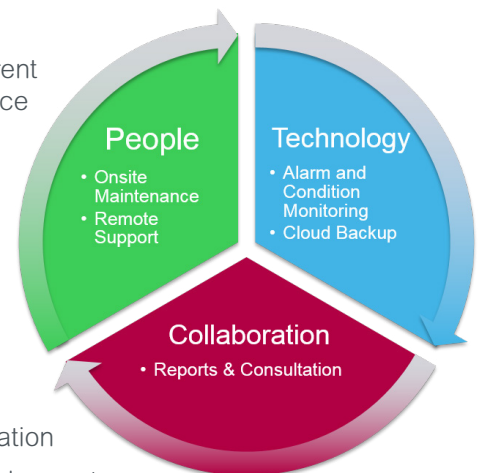 People
• Onsite
Maintenance
• Remote
Support
Technology
• Alarm and
Condition
Monitoring
• Cloud Backup
Collaboration
• Reports & Consultation